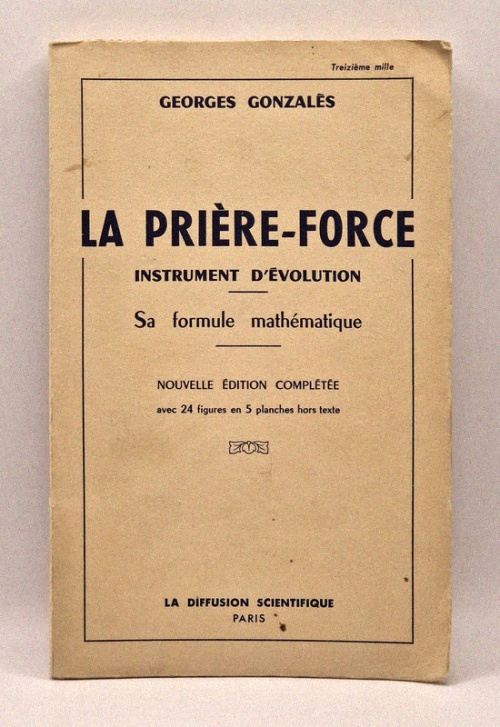 Treizième mille
GEORGES GONZALÈS
LA PRIÈRE-FORCE
INSTRUMENT D'ÉVOLUTION
Sa formule mathématique
NOUVELLE ÉDITION COMPLÉTÉE
avec 24 figures en 5 planches hors texte
LA DIFFUSION SCIENTIFIQUE
PARIS